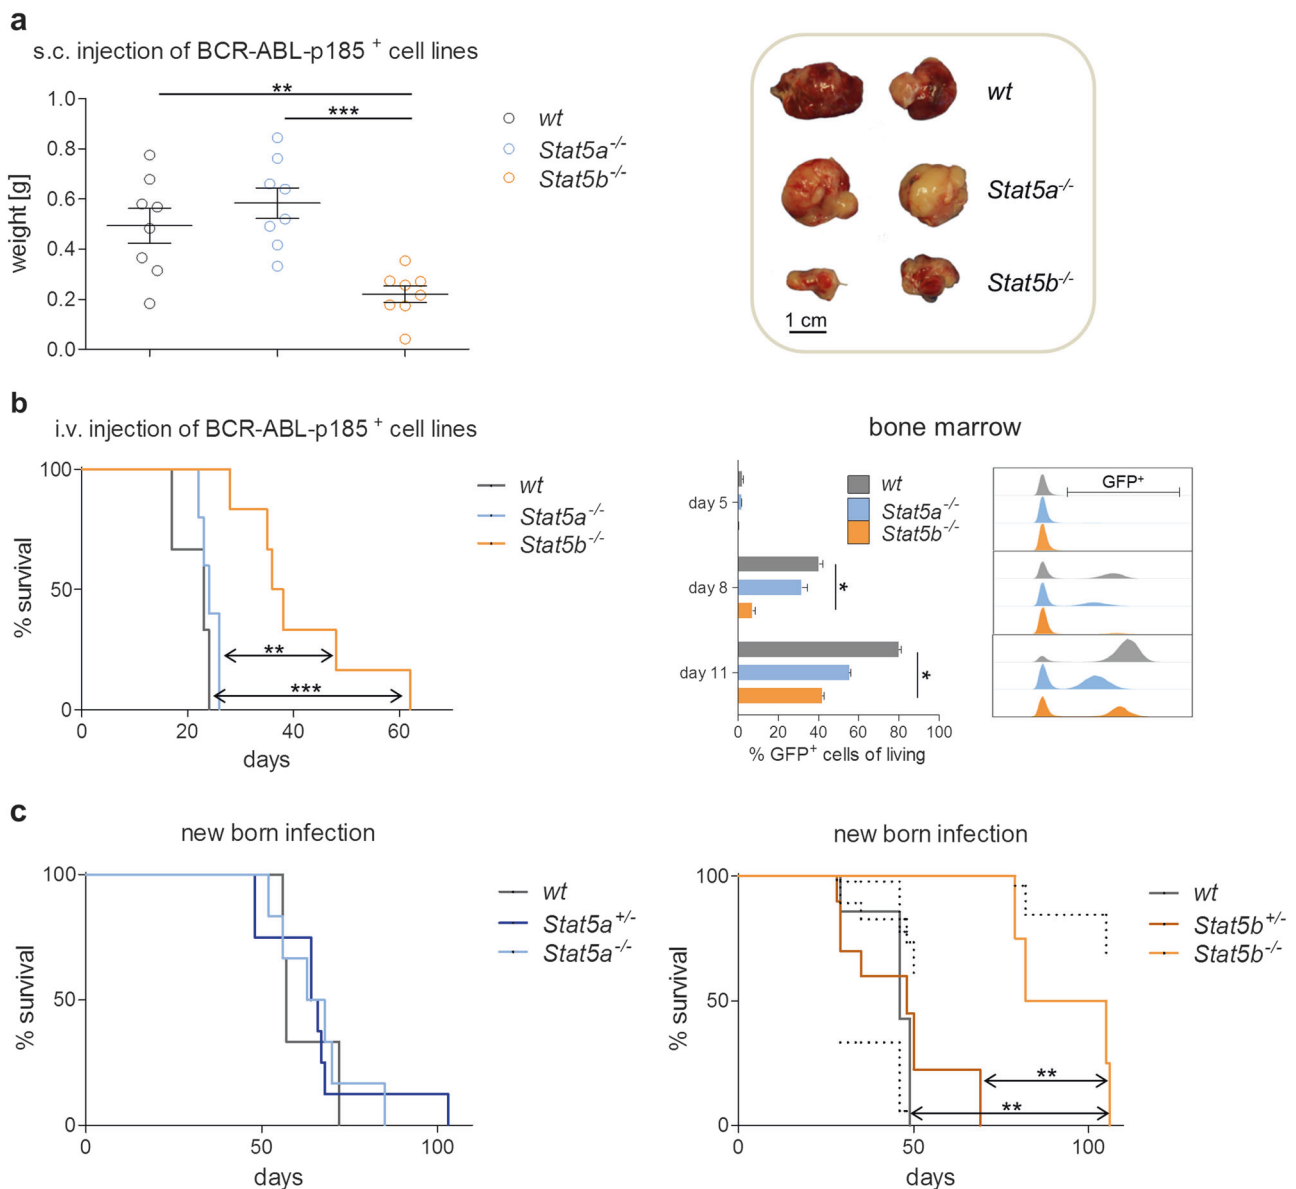 a
s.c. injection of BCR-ABL-p185 + cell lines
**
***
1.0
0.8
0.6
0.4
0.2
0.0
weight [g]
wt
Stat5a-/-
Stat5b-/-
wt
Stat5a-/-
Stat5b-/-
1 cm
b
i.v. injection of BCR-ABL-p185 + cell lines
100
50
0
% survival
wt
Stat5a-/-
Stat5b-/-
**
***
0 20 40 60
days
bone marrow
day 5
day 8
day 11
wt
Stat5a-/-
Stat5b-/-
*
*
0 20 40 60 80 100
% GFP+ cells of living
GFP+
c
new born infection
100
50
0
% survival
wt
Stat5a+/-
Stat5a-/-
0 50 100
days
new born infection
100
50
0
% survival
wt
Stat5b+/-
Stat5b-/-
**
**
0 50 100
days